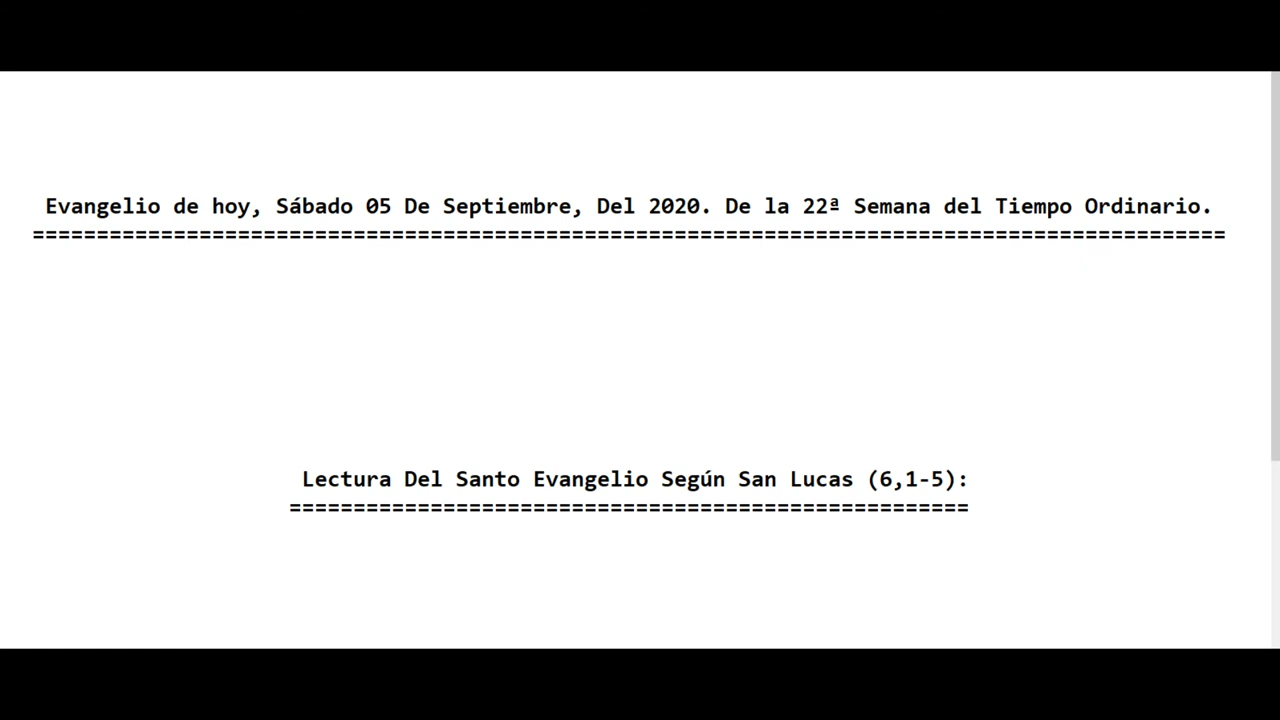 Evangelio de hoy, Sábado 05 De Septiembre, Del 2020. De la 22ª Semana del Tiempo Ordinario.
=============================================================================================
Lectura Del Santo Evangelio Según San Lucas (6,1-5):
=====================================================